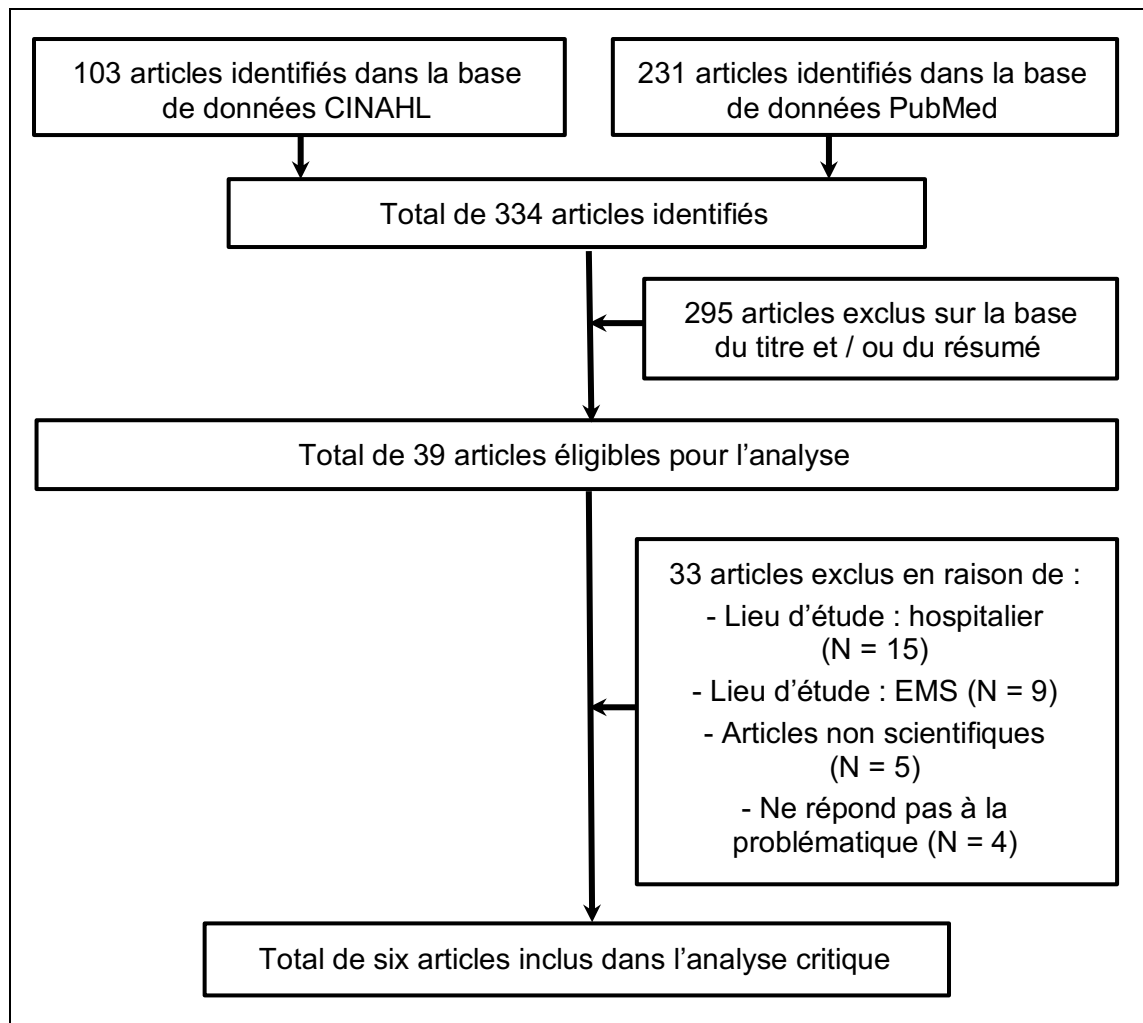 103 articles identifiés dans la base
de données CINAHL
231 articles identifiés dans la base
de données PubMed
Total de 334 articles identifiés
295 articles exclus sur la base
du titre et / ou du résumé
Total de 39 articles éligibles pour l’analyse
33 articles exclus en raison de :
- Lieu d’étude : hospitalier
(N = 15)
- Lieu d’étude : EMS (N = 9)
- Articles non scientifiques
(N = 5)
- Ne répond pas à la
problématique (N = 4)
Total de six articles inclus dans l’analyse critique